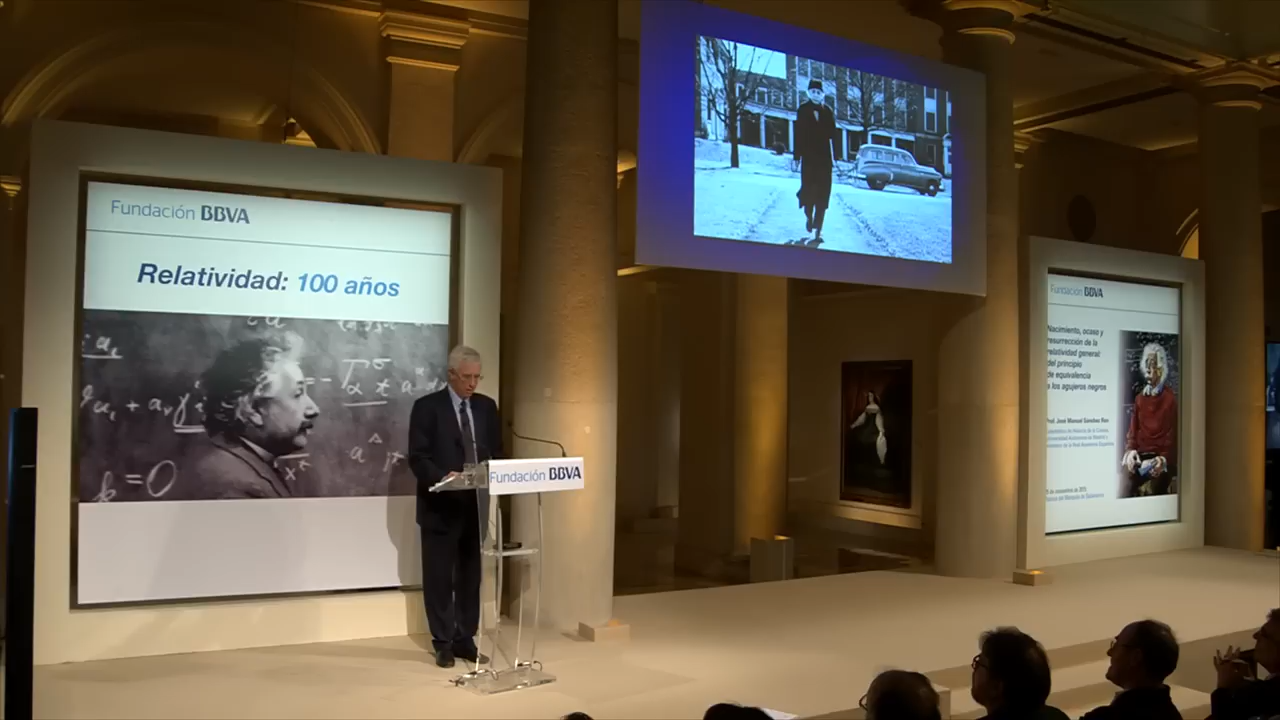 Fundación BBVA
Relatividad: 100 años
Fundación BBVA
Fundación BBVA
Nacimiento, ocaso y
resurrección de la
relatividad general:
del principio
de equivalencia
a los agujeros negros
Prof. José Manuel Sánchez Ron